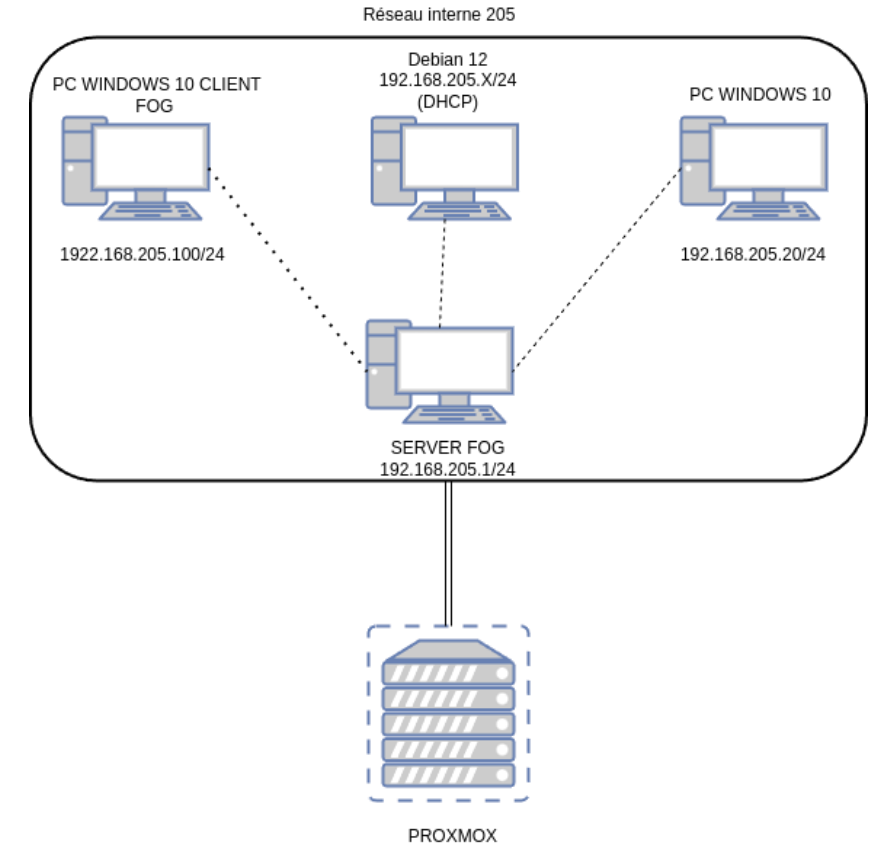 Réseau interne 205
PC WINDOWS 10 CLIENT
FOG
Debian 12
192.168.205.X/24
(DHCP)
PC WINDOWS 10
1922.168.205.100/24
192.168.205.20/24
SERVER FOG
192.168.205.1/24
PROXMOX